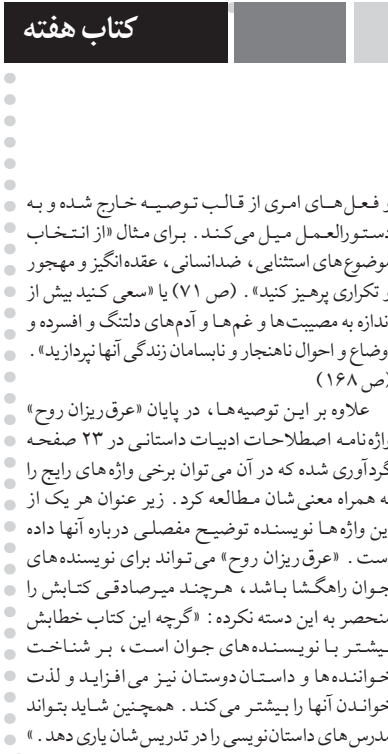 کتاب هفته
و فعل‌های امری از قالب توصیه خارج شده و به
دستورالعمل میل می‌کند. برای مثال «از انتخاب
موضوع‌های استثنایی، ضدانسانی، عقده‌انگیز و مهجور
و تکراری پرهیز کنید». (ص ۷۱) یا «سعی کنید بیش از
اندازه به مصیبت‌ها و غم‌ها و آدم‌های دلتنگ و افسرده و
اوضاع و احوال ناهنجار و نابسامان زندگی آنها نپردازید».
(ص ۱۶۸)
علاوه بر این توصیه‌ها، در پایان «عرق‌ریزان روح»
واژه‌نامه اصطلاحات ادبیات داستانی در ۲۳ صفحه
گردآوری شده که در آن می‌توان برخی واژه‌های رایج را
به همراه معنی‌شان مطالعه کرد. زیر عنوان هر یک از
این واژه‌ها نویسنده توضیح مفصلی درباره آنها داده
است. «عرق‌ریزان روح» می‌تواند برای نویسنده‌های
جوان راهگشا باشد، هرچند میرصادقی کتابش را
منحصر به این دسته نکرده: «گرچه این کتاب خطابش
بیشتر با نویسنده‌های جوان است، بر شناخت
خواننده‌ها و داستان‌دوستان نیز می‌افزاید و لذت
خواندن آنها را بیشتر می‌کند. همچنین شاید بتواند
مدرس‌های داستان‌نویسی را در تدریس‌شان یاری دهد.»